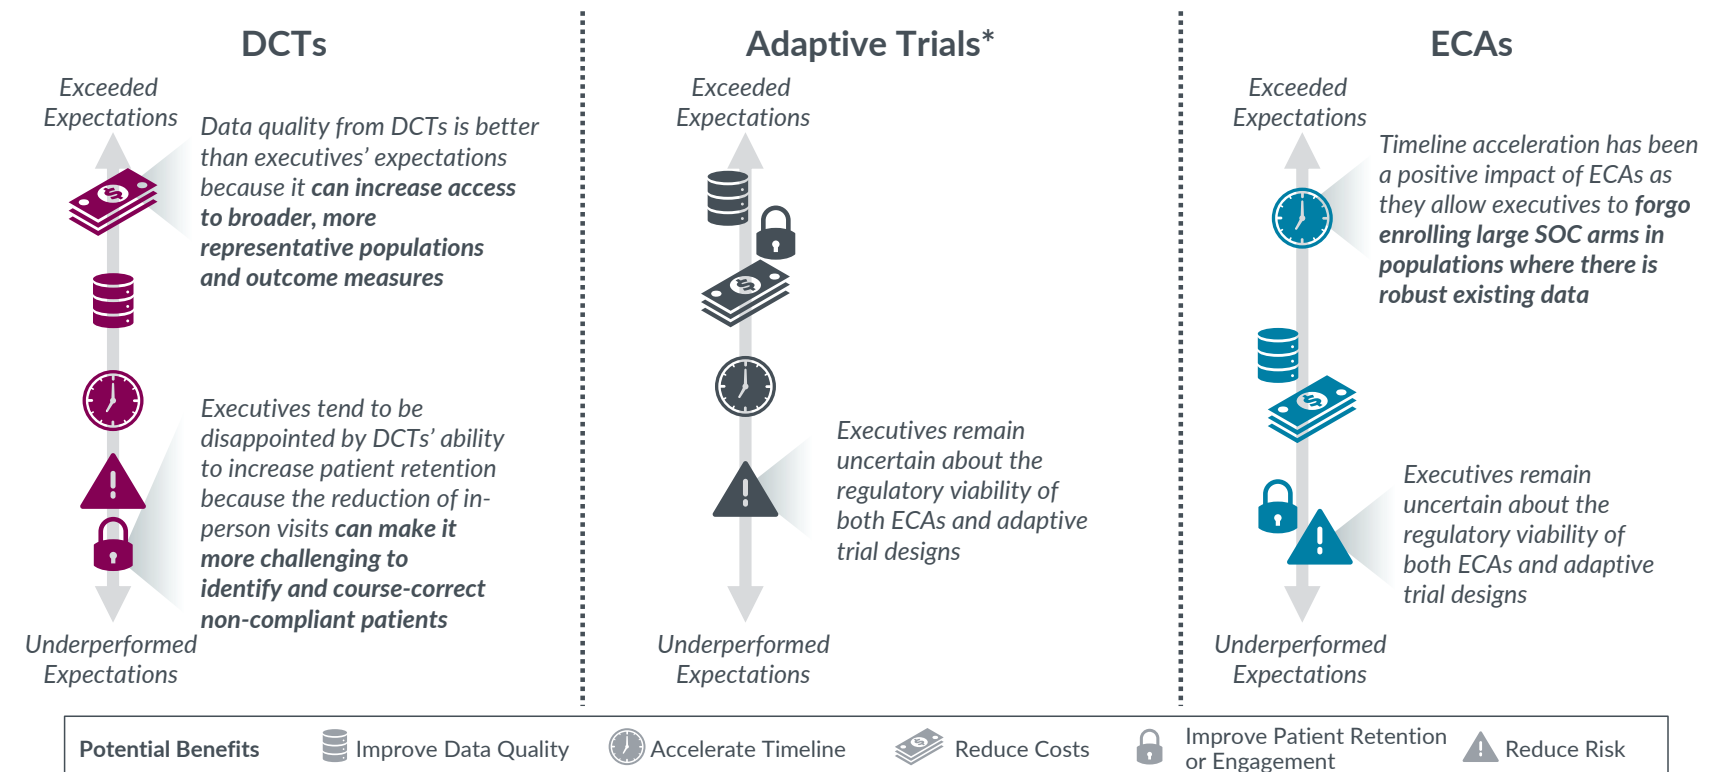 DCTs
Exceeded
Expectations
Data quality from DCTs is better
than executives’ expectations
because it can increase access
to broader, more
representative populations
and outcome measures
Executives tend to be
disappointed by DCTs’ ability
to increase patient retention
because the reduction of in-
person visits can make it
more challenging to
identify and course-correct
non-compliant patients
Underperformed
Expectations
Adaptive Trials*
Exceeded
Expectations
Executives remain
uncertain about the
regulatory viability of
both ECAs and adaptive
trial designs
Underperformed
Expectations
ECAs
Exceeded
Expectations
Timeline acceleration has been
a positive impact of ECAs as
they allow executives to forgo
enrolling large SOC arms in
populations where there is
robust existing data
Executives remain
uncertain about the
regulatory viability of
both ECAs and adaptive
trial designs
Underperformed
Expectations
Potential Benefits
Improve Data Quality
Accelerate Timeline
Reduce Costs
Improve Patient Retention
or Engagement
Reduce Risk